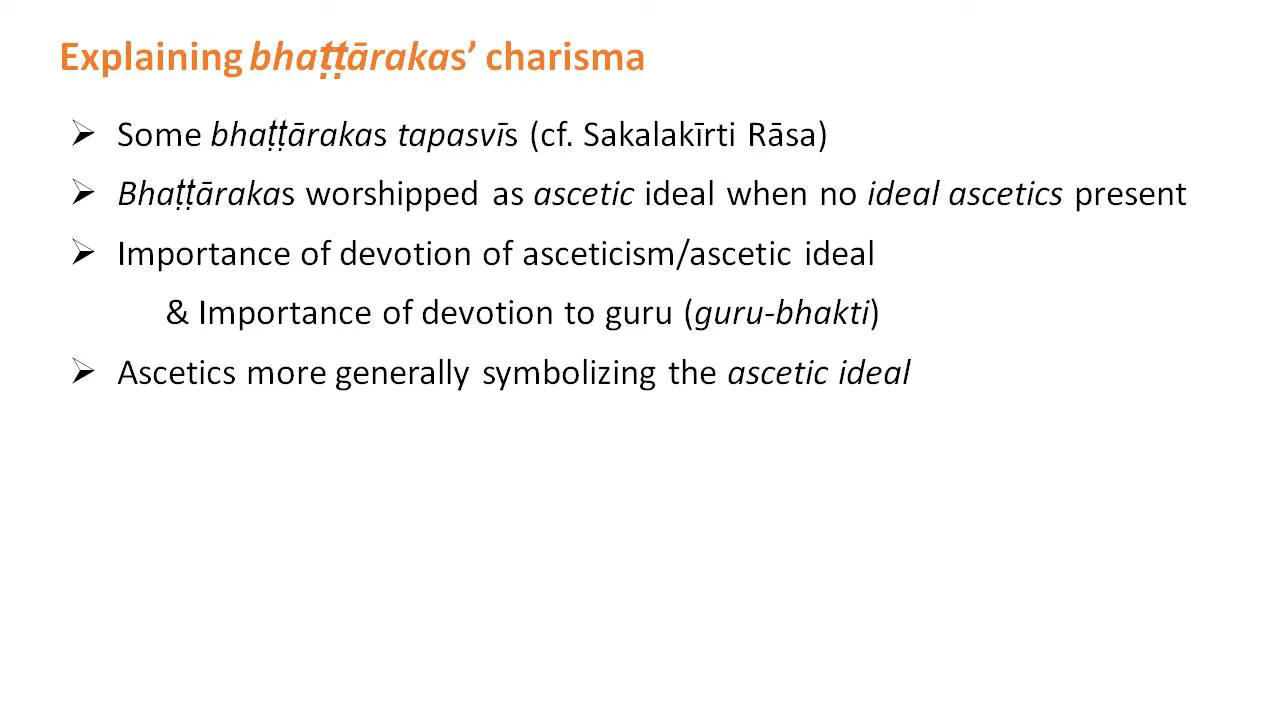 Explaining bhaṭṭārakas’ charisma
➢ Some bhaṭṭārakas tapasvīs (cf. Sakalakīrti Rāsa)
➢ Bhaṭṭārakas worshipped as ascetic ideal when no ideal ascetics present
➢ Importance of devotion of asceticism/ascetic ideal
& Importance of devotion to guru (guru-bhakti)
➢ Ascetics more generally symbolizing the ascetic ideal